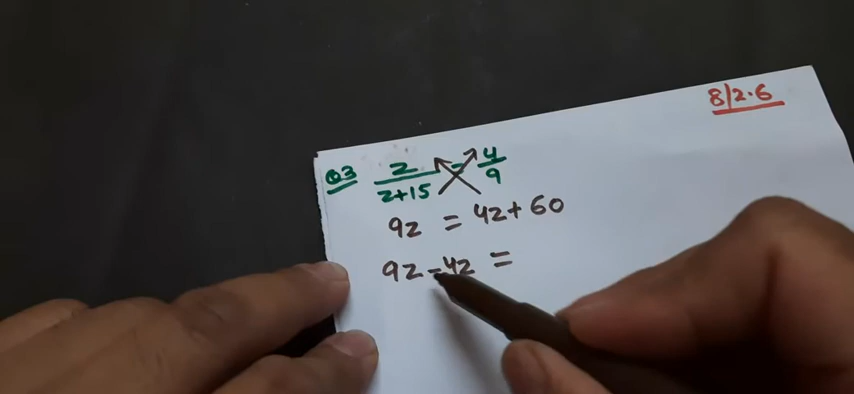 8/2.6
Q3 z/(z+15) = 4/9
9z = 4z + 60
9z - 4z =